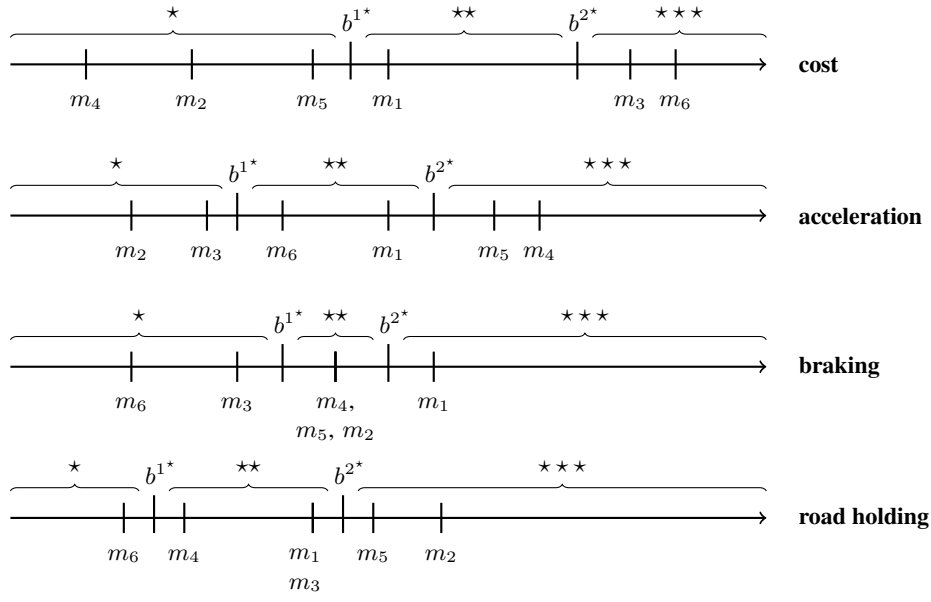 ⋆ b¹* ⋆⋆ b²* ⋆⋆⋆
cost
m₄ m₂ m₅ m₁ m₃ m₆
⋆ b¹* ⋆⋆ b²* ⋆⋆⋆
acceleration
m₂ m₃ m₆ m₁ m₅ m₄
⋆ b¹* ⋆⋆ b²* ⋆⋆⋆
braking
m₆ m₃ m₄, m₁
m₅, m₂
⋆ b¹* ⋆⋆ b²* ⋆⋆⋆
road holding
m₆ m₄ m₁ m₅ m₂
m₃